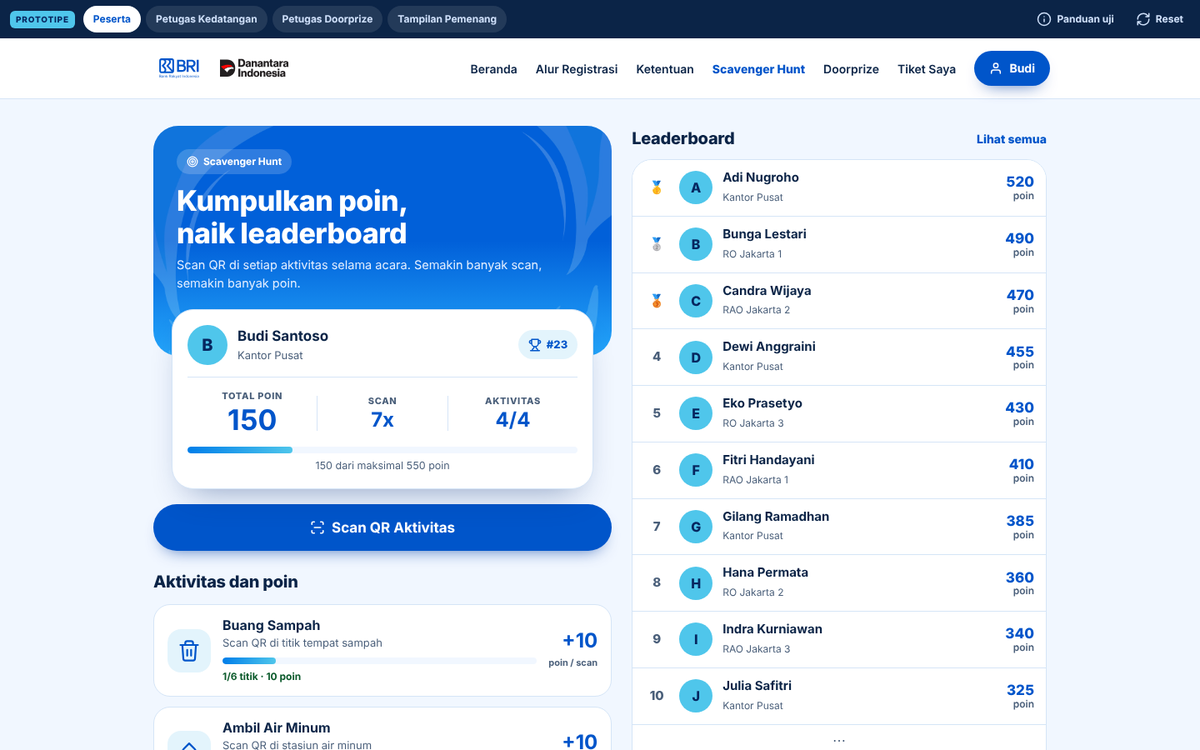 PROTOTIPE
Peserta
Petugas Kedatangan
Petugas Doorprize
Tampilan Pemenang
Panduan uji
Reset
BRI
Danantara
Indonesia
Beranda
Alur Registrasi
Ketentuan
Scavenger Hunt
Doorprize
Tiket Saya
Budi
Scavenger Hunt
Kumpulkan poin,
naik leaderboard
Scan QR di setiap aktivitas selama acara. Semakin banyak scan,
semakin banyak poin.
B
Budi Santoso
Kantor Pusat
#23
TOTAL POIN
150
SCAN
7x
AKTIVITAS
4/4
150 dari maksimal 550 poin
Scan QR Aktivitas
Aktivitas dan poin
Buang Sampah
Scan QR di titik tempat sampah
1/6 titik · 10 poin
+10
poin / scan
Ambil Air Minum
Scan QR di stasiun air minum
+10
Leaderboard
Lihat semua
A
Adi Nugroho
Kantor Pusat
520
poin
B
Bunga Lestari
RO Jakarta 1
490
poin
C
Candra Wijaya
RAO Jakarta 2
470
poin
4
D
Dewi Anggraini
Kantor Pusat
455
poin
5
E
Eko Prasetyo
RO Jakarta 3
430
poin
6
F
Fitri Handayani
RAO Jakarta 1
410
poin
7
G
Gilang Ramadhan
Kantor Pusat
385
poin
8
H
Hana Permata
RO Jakarta 2
360
poin
9
I
Indra Kurniawan
RAO Jakarta 3
340
poin
10
J
Julia Safitri
Kantor Pusat
325
poin
...